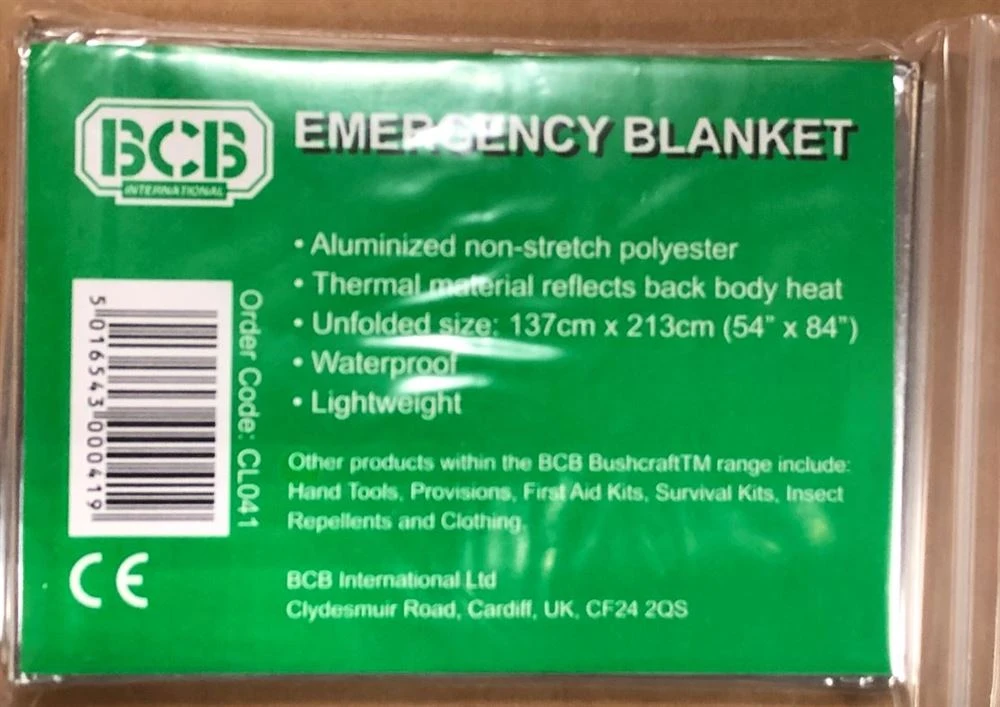 BCB
INTERNATIONAL
EMERGENCY BLANKET
• Aluminized non-stretch polyester
• Thermal material reflects back body heat
• Unfolded size: 137cm x 213cm (54" x 84")
• Waterproof
• Lightweight
5 016543 000419
Order Code: CL041
Other products within the BCB BushcraftTM range include:
Hand Tools, Provisions, First Aid Kits, Survival Kits, Insect
Repellents and Clothing.
CE
BCB International Ltd
Clydesmuir Road, Cardiff, UK, CF24 2QS